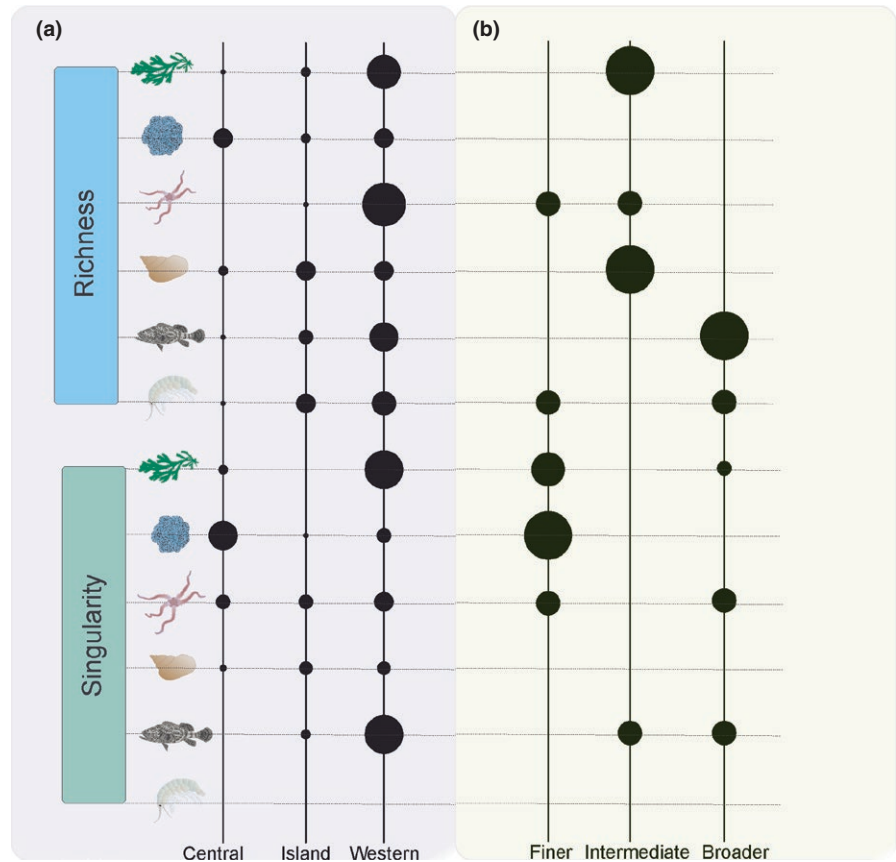 (a)
(b)
Richness
Singularity
Central Island Western
Finer Intermediate Broader